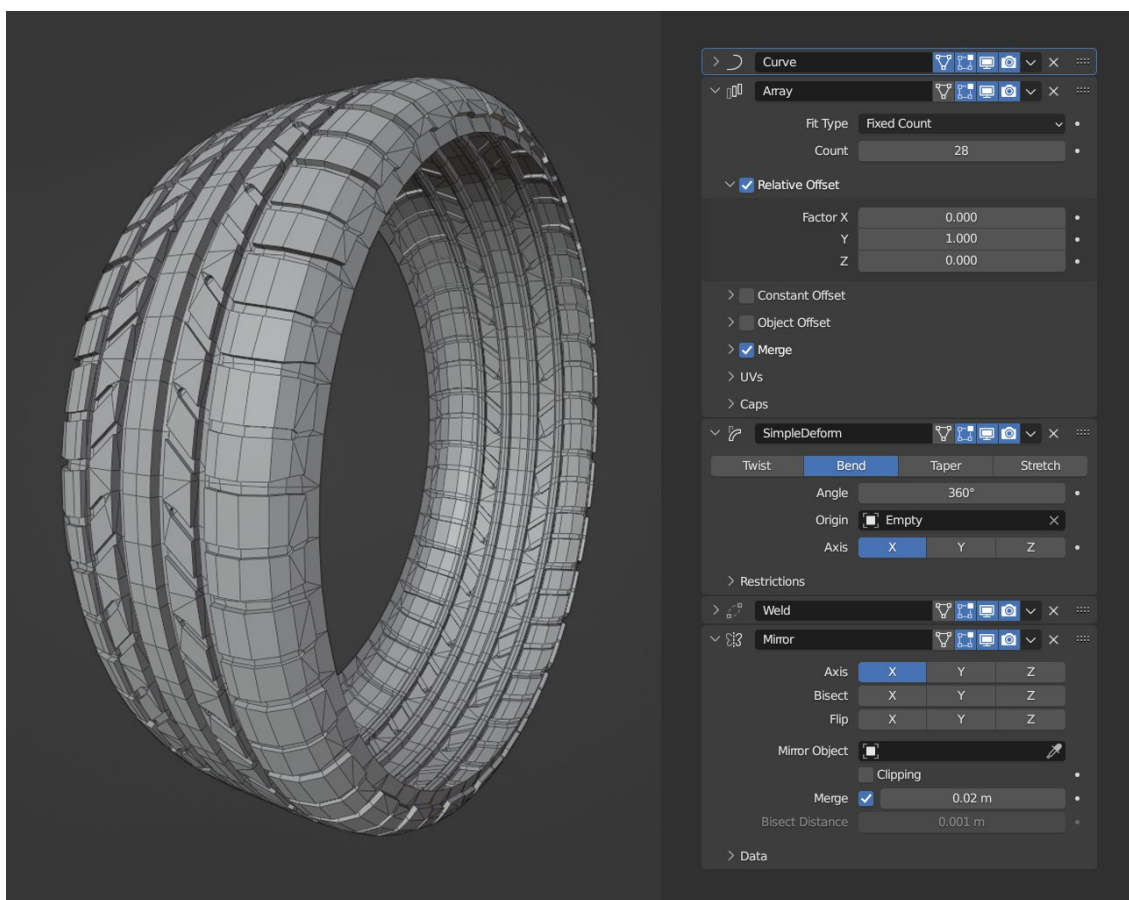 Curve
Array
Fit Type Fixed Count
Count 28
Relative Offset
Factor X 0.000
Y 1.000
Z 0.000
Constant Offset
Object Offset
Merge
UVs
Caps
SimpleDeform
Twist Bend Taper Stretch
Angle 360°
Origin Empty
Axis X Y Z
Restrictions
Weld
Mirror
Axis X Y Z
Bisect X Y Z
Flip X Y Z
Mirror Object
Clipping
Merge 0.02 m
Bisect Distance 0.001 m
Data